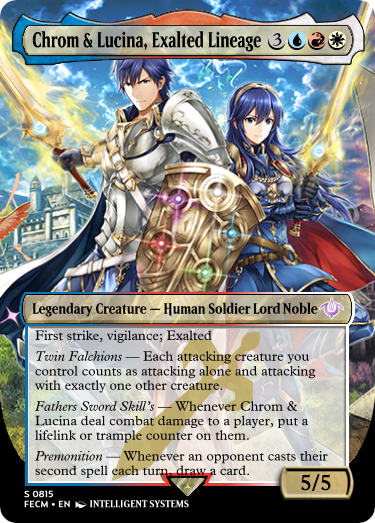 Chrom & Lucina, Exalted Lineage 3
Legendary Creature — Human Soldier Lord Noble
First strike, vigilance; Exalted
Twin Falchions — Each attacking creature you
control counts as attacking alone and attacking
with exactly one other creature.
Fathers Sword Skill's — Whenever Chrom &
Lucina deal combat damage to a player, put a
lifelink or trample counter on them.
Premonition — Whenever an opponent casts their
second spell each turn, draw a card.
5/5
S 0815
FECM • EN INTELLIGENT SYSTEMS